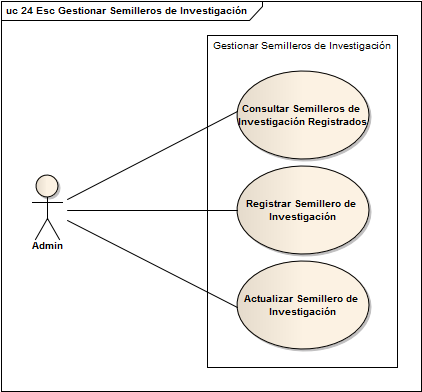 uc 24 Esc Gestionar Semilleros de Investigación
Gestionar Semilleros de Investigación
Consultar Semilleros de
Investigación Registrados
Registrar Semillero de
Investigación
Admin
Actualizar Semillero de
Investigación